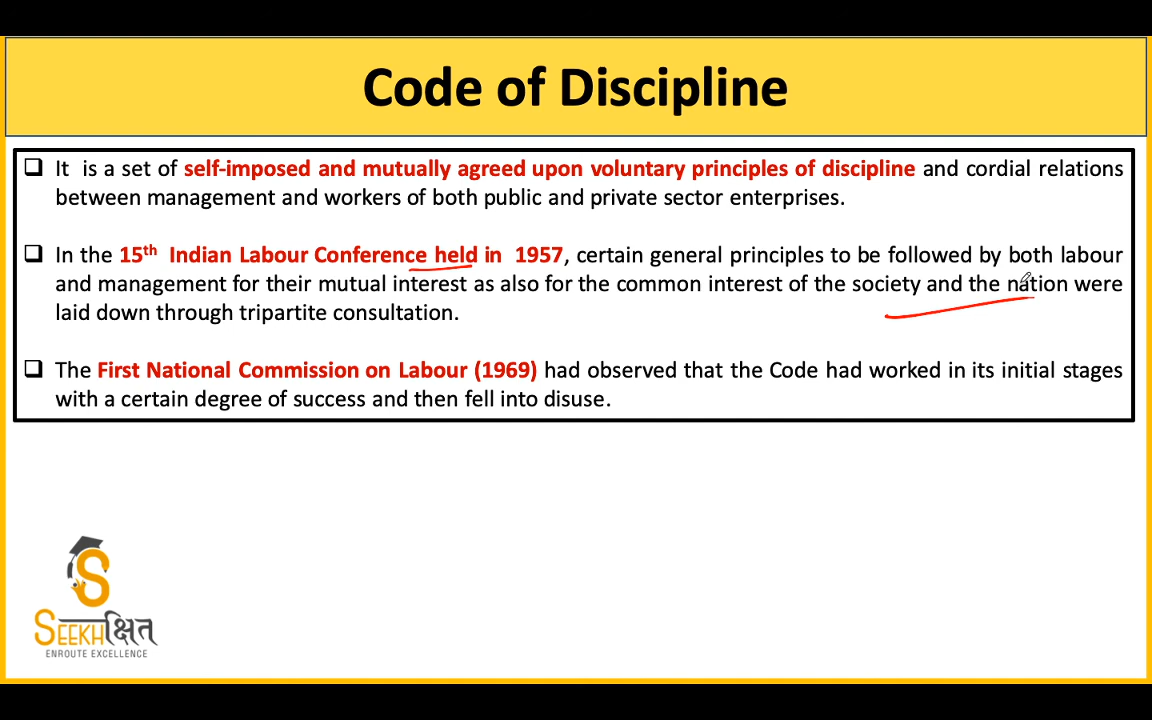 Code of Discipline
❑ It is a set of self-imposed and mutually agreed upon voluntary principles of discipline and cordial relations
between management and workers of both public and private sector enterprises.
❑ In the 15th Indian Labour Conference held in 1957, certain general principles to be followed by both labour
and management for their mutual interest as also for the common interest of the society and the nation were
laid down through tripartite consultation.
❑ The First National Commission on Labour (1969) had observed that the Code had worked in its initial stages
with a certain degree of success and then fell into disuse.
S
SEEKHक्षित
ENROUTE EXCELLENCE